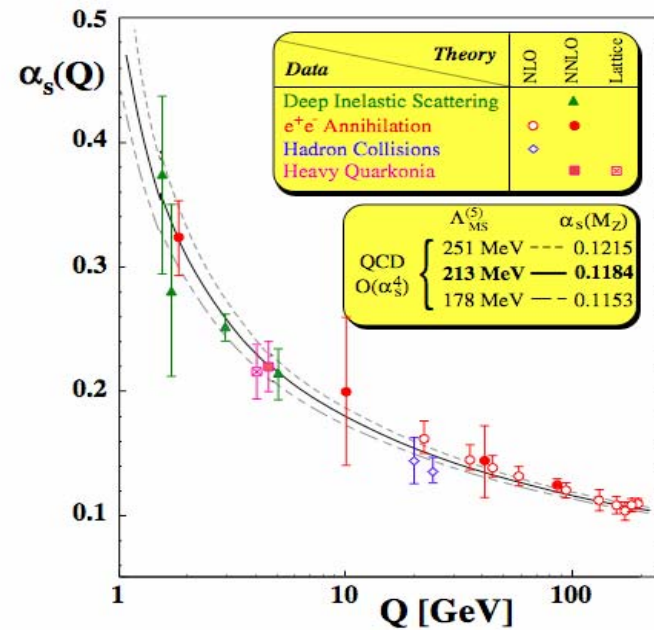 0.5
αs(Q)
0.4
0.3
0.2
0.1
Data Theory NLO NNLO Lattice
Deep Inelastic Scattering
e+e- Annihilation
Hadron Collisions
Heavy Quarkonia
Λ(5)MS αs(MZ)
251 MeV 0.1215
QCD 213 MeV 0.1184
O(α4s)
178 MeV 0.1153
1 10 100
Q [GeV]